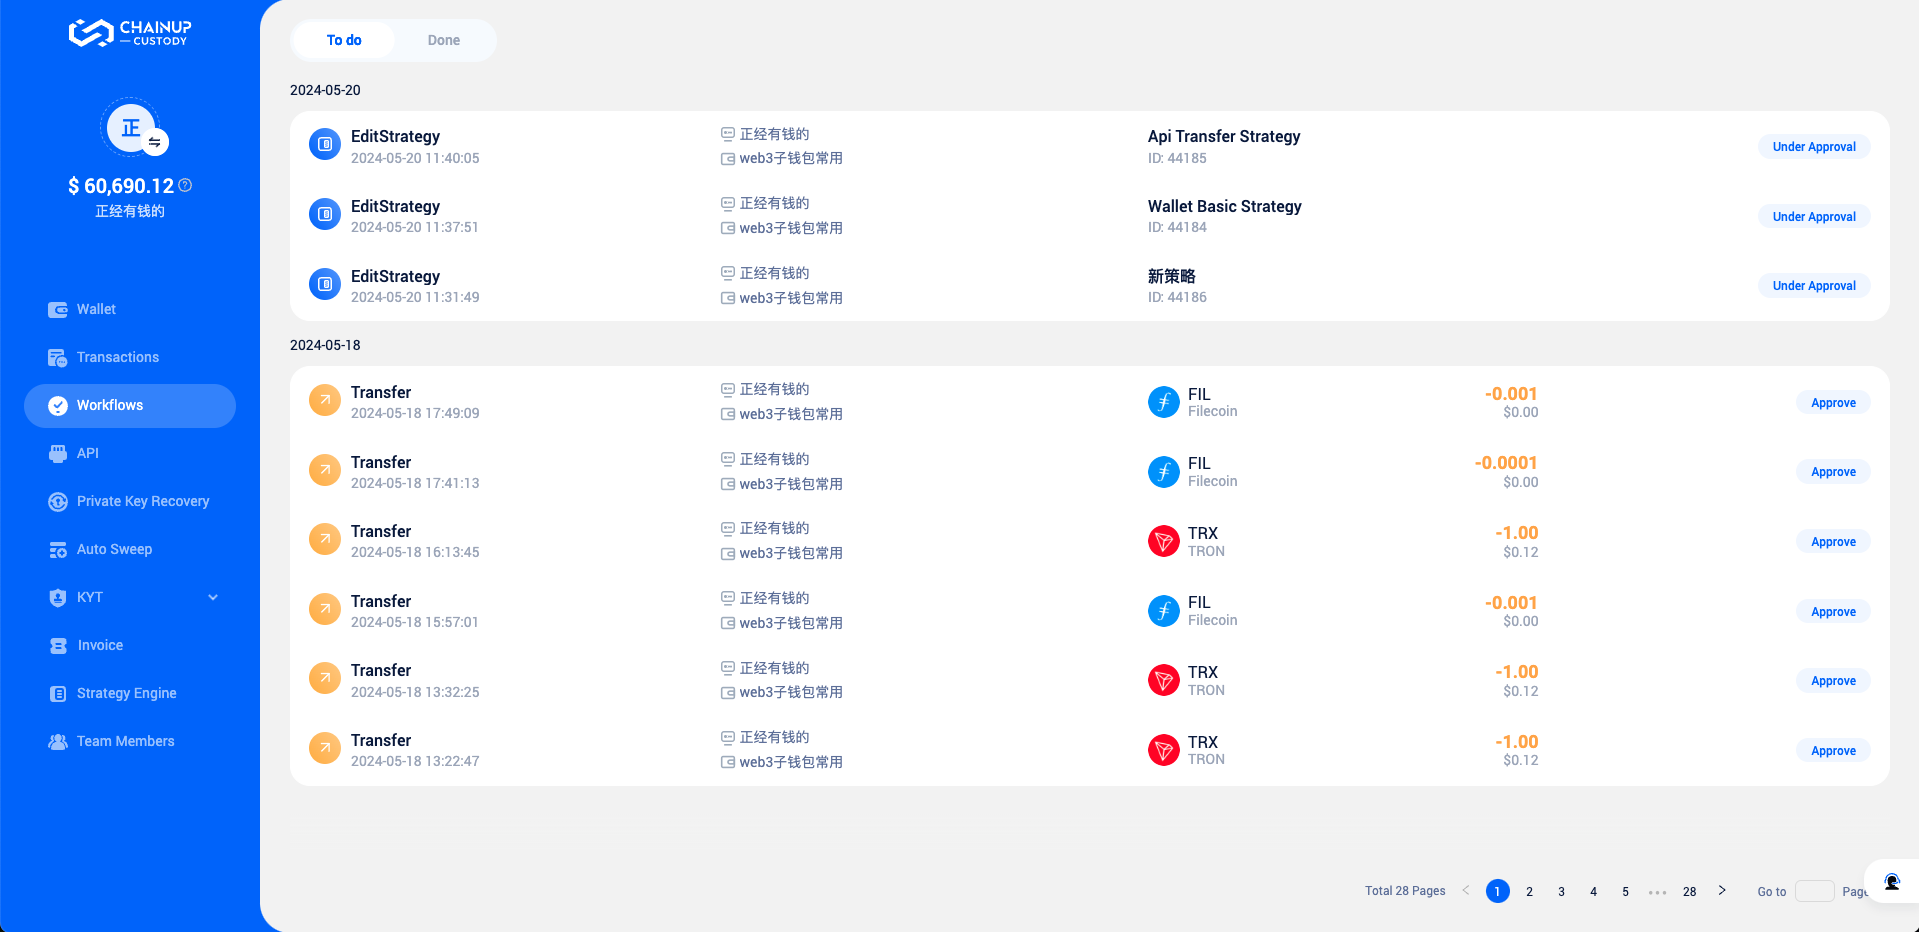 CHAINUP
CUSTODY
正
$ 60,690.12
正经有钱的
Wallet
Transactions
Workflows
API
Private Key Recovery
Auto Sweep
KYT
Invoice
Strategy Engine
Team Members
To do
Done
2024-05-20
EditStrategy
2024-05-20 11:40:05
正经有钱的
web3子钱包常用
Api Transfer Strategy
ID: 44185
Under Approval
EditStrategy
2024-05-20 11:37:51
正经有钱的
web3子钱包常用
Wallet Basic Strategy
ID: 44184
Under Approval
EditStrategy
2024-05-20 11:31:49
正经有钱的
web3子钱包常用
新策略
ID: 44186
Under Approval
2024-05-18
Transfer
2024-05-18 17:49:09
正经有钱的
web3子钱包常用
FIL
Filecoin
-0.001
$0.00
Approve
Transfer
2024-05-18 17:41:13
正经有钱的
web3子钱包常用
FIL
Filecoin
-0.0001
$0.00
Approve
Transfer
2024-05-18 16:13:45
正经有钱的
web3子钱包常用
TRX
TRON
-1.00
$0.12
Approve
Transfer
2024-05-18 15:57:01
正经有钱的
web3子钱包常用
FIL
Filecoin
-0.001
$0.00
Approve
Transfer
2024-05-18 13:32:25
正经有钱的
web3子钱包常用
TRX
TRON
-1.00
$0.12
Approve
Transfer
2024-05-18 13:22:47
正经有钱的
web3子钱包常用
TRX
TRON
-1.00
$0.12
Approve
Total 28 Pages < 1 2 3 4 5 ••• 28 > Go to Page